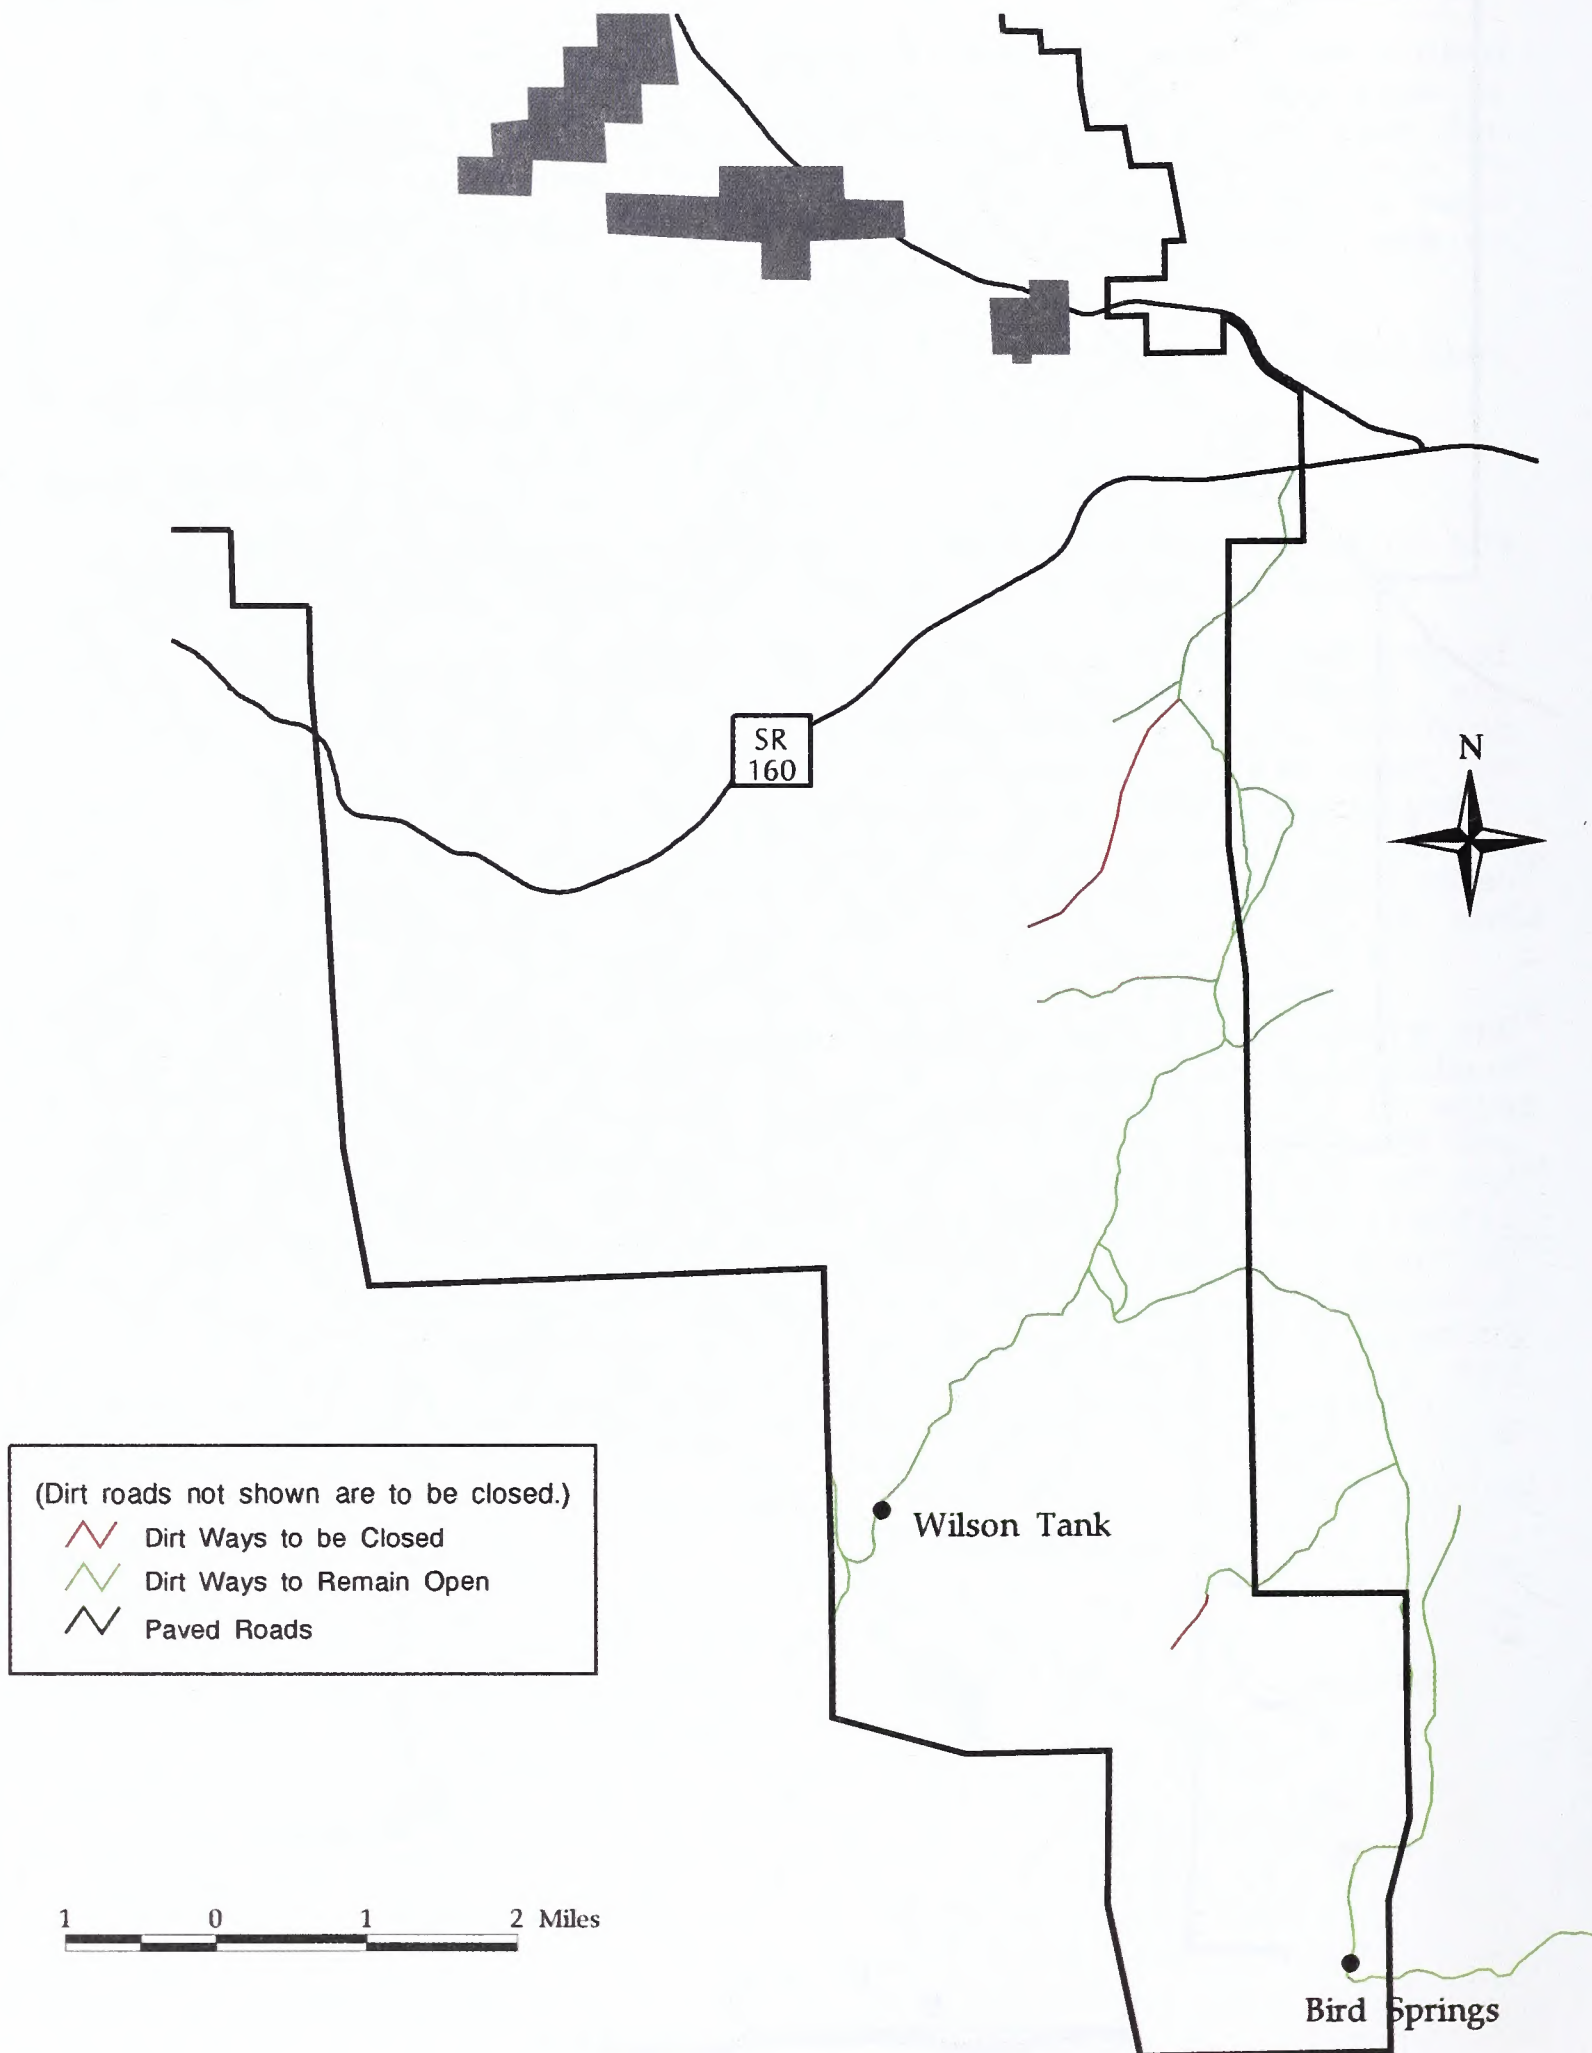 SR
160
N
(Dirt roads not shown are to be closed.)
Dirt Ways to be Closed
Dirt Ways to Remain Open
Paved Roads
Wilson Tank
1 0 1 2 Miles
Bird Springs